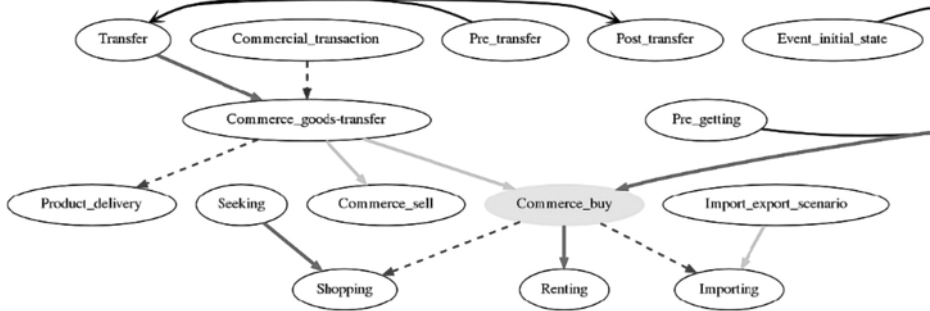 Transfer Commercial_transaction Pre_transfer Post_transfer Event_initial_state
Commerce_goods-transfer Pre_getting
Product_delivery Seeking Commerce_sell Commerce_buy Import_export_scenario
Shopping Renting Importing